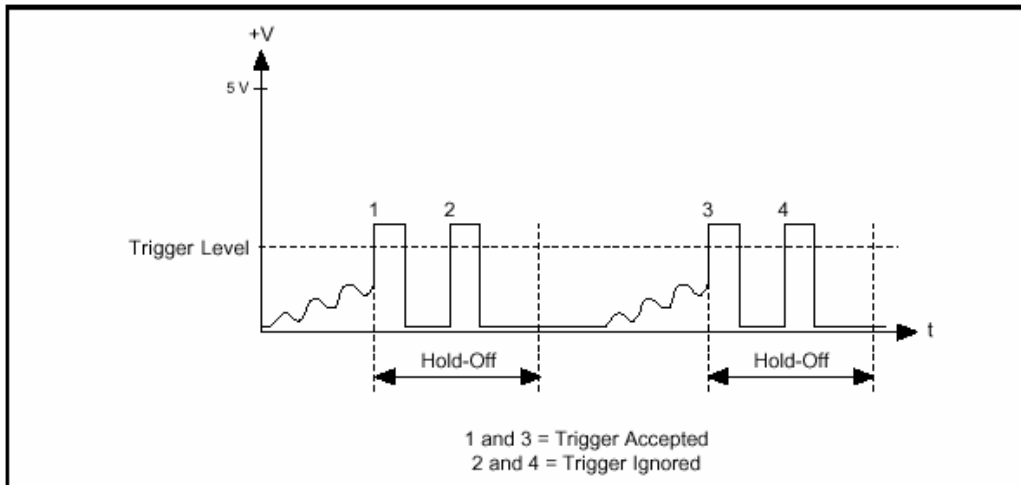 +V
5 V
1 2 3 4
Trigger Level
t
Hold-Off Hold-Off
1 and 3 = Trigger Accepted
2 and 4 = Trigger Ignored